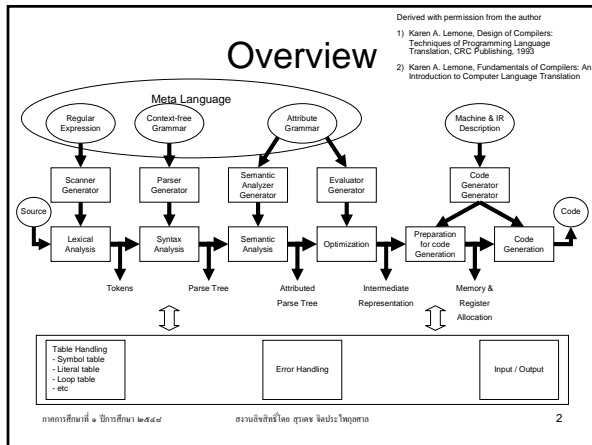 Derived with permission from the author
1) Karen A. Lemone, Design of Compilers:
Techniques of Programming Language
Translation, CRC Publishing, 1993
2) Karen A. Lemone, Fundamentals of Compilers: An
Introduction to Computer Language Translation
Overview
Meta Language
Regular
Expression
Context-free
Grammar
Attribute
Grammar
Machine & IR
Description
Scanner
Generator
Parser
Generator
Semantic
Analyzer
Generator
Evaluator
Generator
Code
Generator
Generator
Source
Code
Lexical
Analysis
Syntax
Analysis
Semantic
Analysis
Optimization
Preparation
for code
Generation
Code
Generation
Tokens
Parse Tree
Attributed
Parse Tree
Intermediate
Representation
Memory &
Register
Allocation
Table Handling
- Symbol table
- Literal table
- Loop table
- etc
Error Handling
Input / Output
ภาคการศึกษาที่ ๑ ปีการศึกษา ๒๕๔๘
สงวนลิขสิทธิ์โดย สุรเดช จิตประไพกุลศาล
2